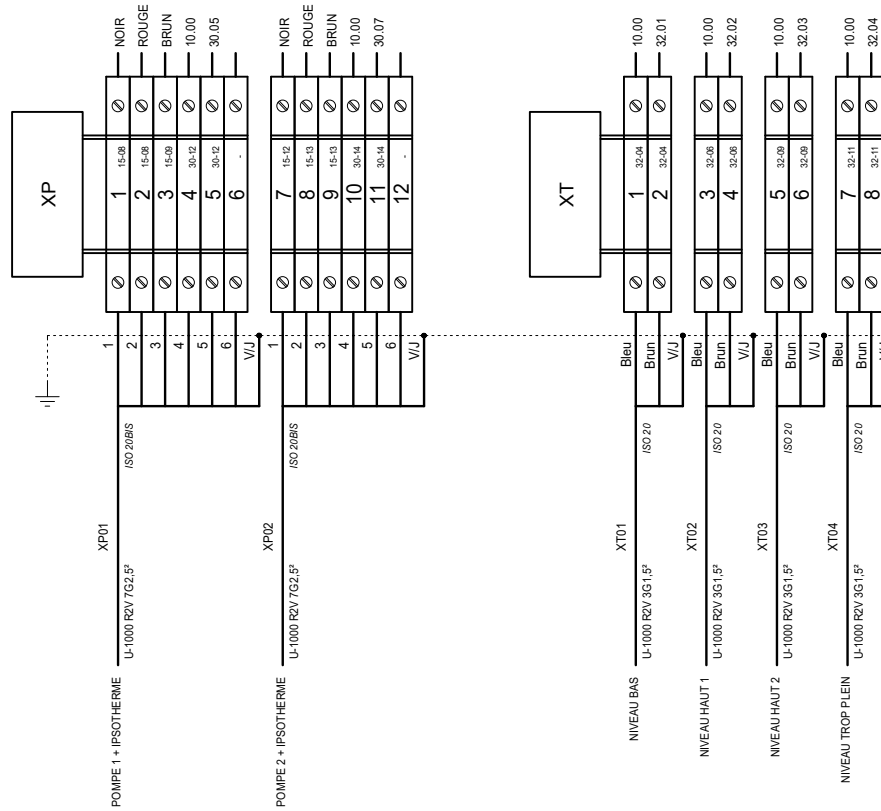 XP
1 15-08 NOIR
2 15-08 ROUGE
3 15-09 BRUN
4 30-12 10.00
5 30-12 30.05
6 -
1
2
3
4
5
6
V/J
ISO 20BIS
XP01
U-1000 R2V 7G2,5²
POMPE 1 + IPSOTHERME
7 15-12 NOIR
8 15-13 ROUGE
9 15-13 BRUN
10 30-14 10.00
11 30-14 30.07
12 -
1
2
3
4
5
6
V/J
ISO 20BIS
XP02
U-1000 R2V 7G2,5²
POMPE 2 + IPSOTHERME
XT
1 32-04 10.00
2 32-04 32.01
Bleu
Brun
V/J
ISO 20
XT01
U-1000 R2V 3G1,5²
NIVEAU BAS
3 32-06 10.00
4 32-06 32.02
Bleu
Brun
V/J
ISO 20
XT02
U-1000 R2V 3G1,5²
NIVEAU HAUT 1
5 32-09 10.00
6 32-09 32.03
Bleu
Brun
V/J
ISO 20
XT03
U-1000 R2V 3G1,5²
NIVEAU HAUT 2
7 32-11 10.00
8 32-11 32.04
Bleu
Brun
ISO 20
XT04
U-1000 R2V 3G1,5²
NIVEAU TROP PLEIN